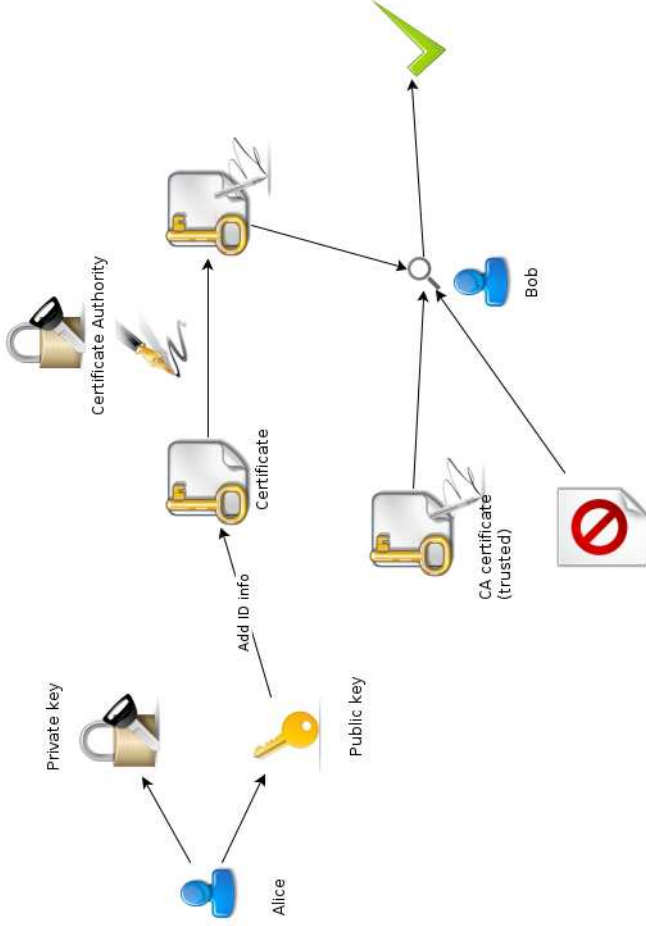 Alice
Private key
Public key
Add ID info
Certificate
Certificate Authority
CA certificate
(trusted)
Bob